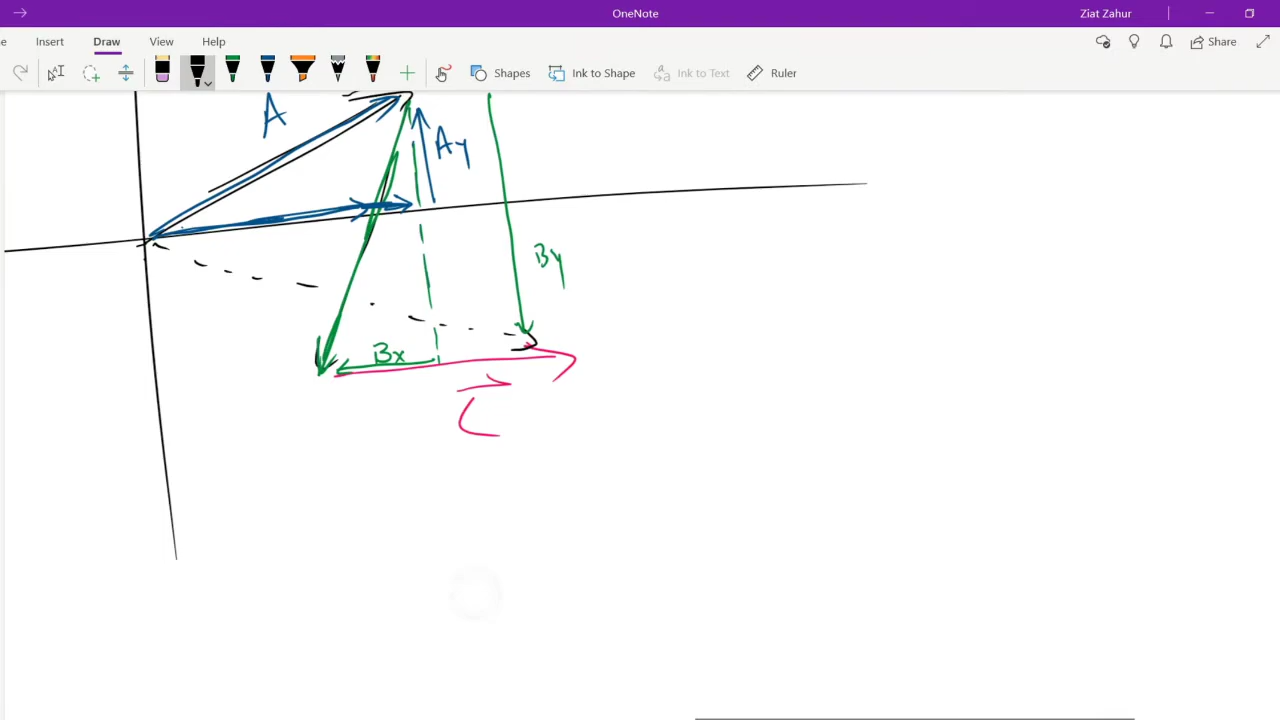 OneNote
Ziat Zahur
e Insert Draw View Help Share
Shapes Ink to Shape Ink to Text Ruler
A
Ay
By
Bx
C